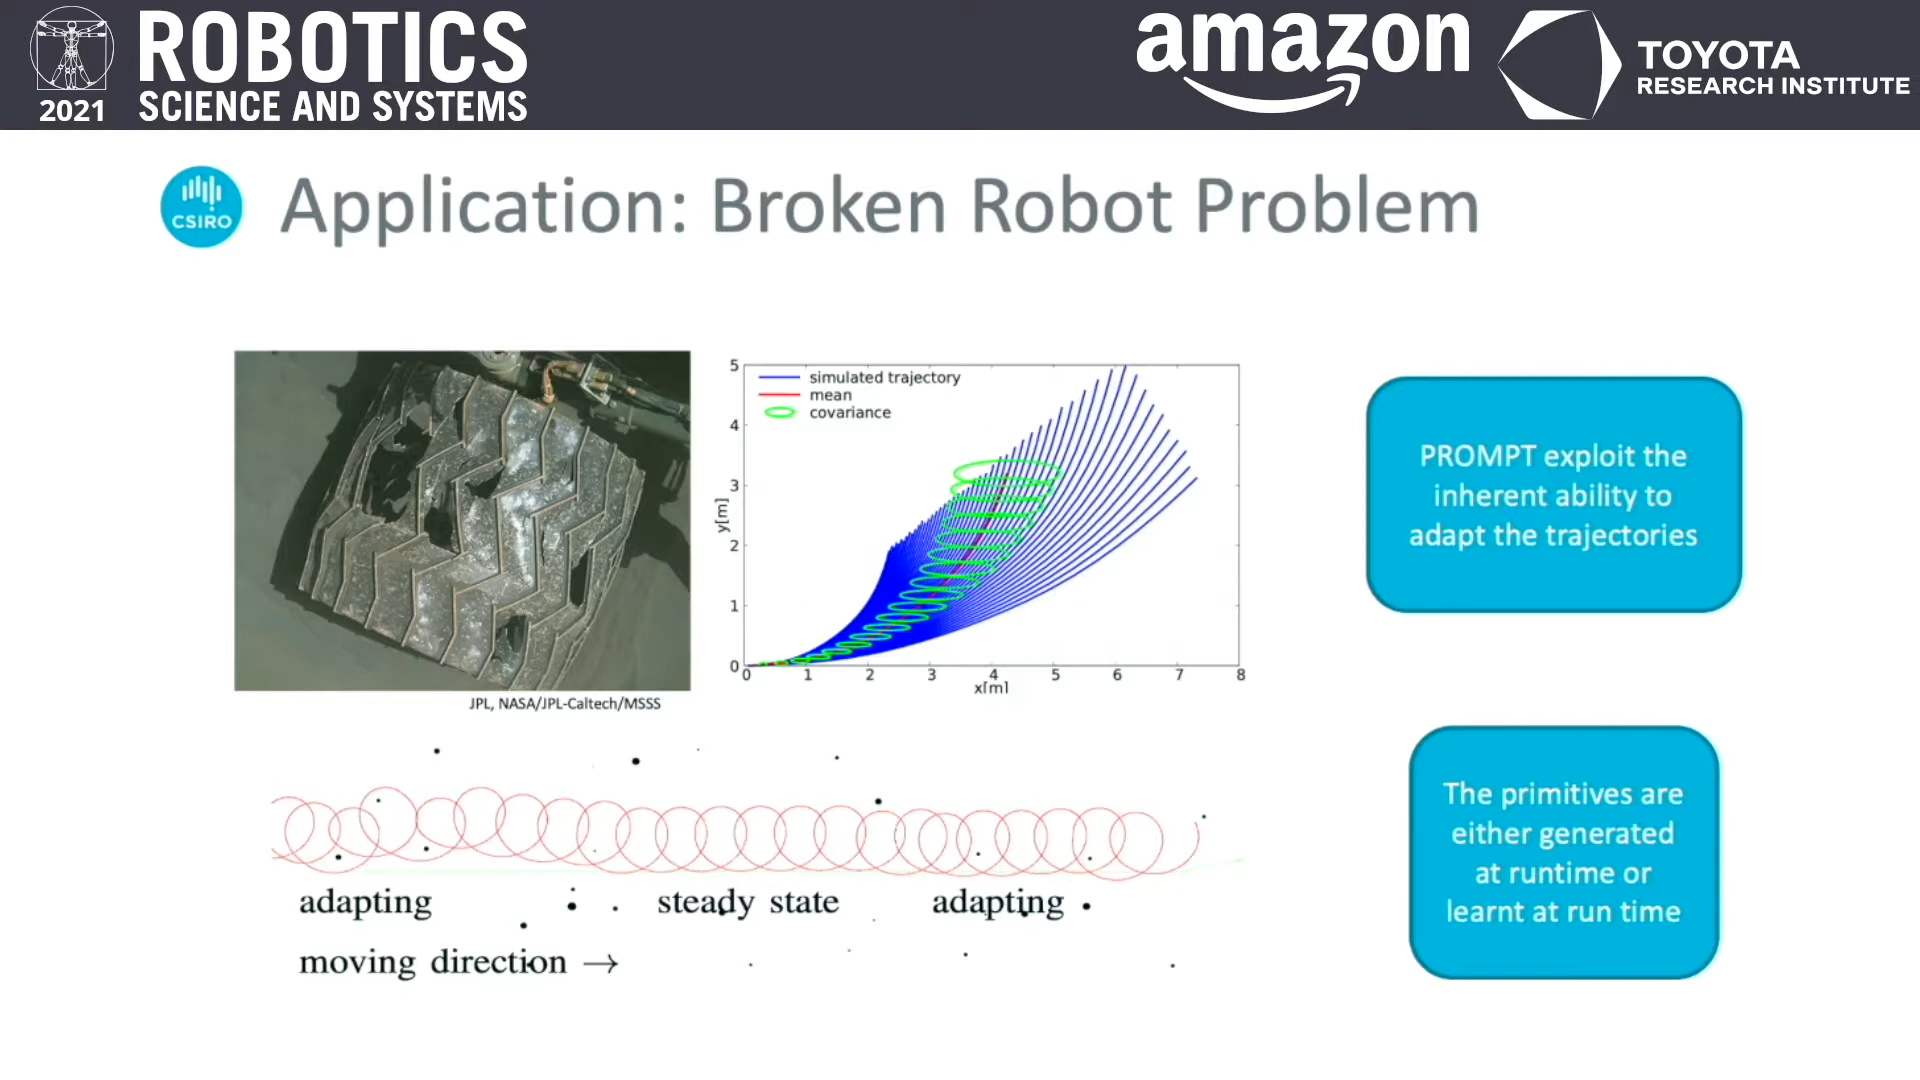 ROBOTICS
2021 SCIENCE AND SYSTEMS
amazon
TOYOTA
RESEARCH INSTITUTE
CSIRO
Application: Broken Robot Problem
JPL, NASA/JPL-Caltech/MSSS
simulated trajectory
mean
covariance
5
4
3
2
1
0
y[m]
0 1 2 3 4 5 6 7 8
x[m]
PROMPT exploit the
inherent ability to
adapt the trajectories
adapting steady state adapting
moving direction →
The primitives are
either generated
at runtime or
learnt at run time